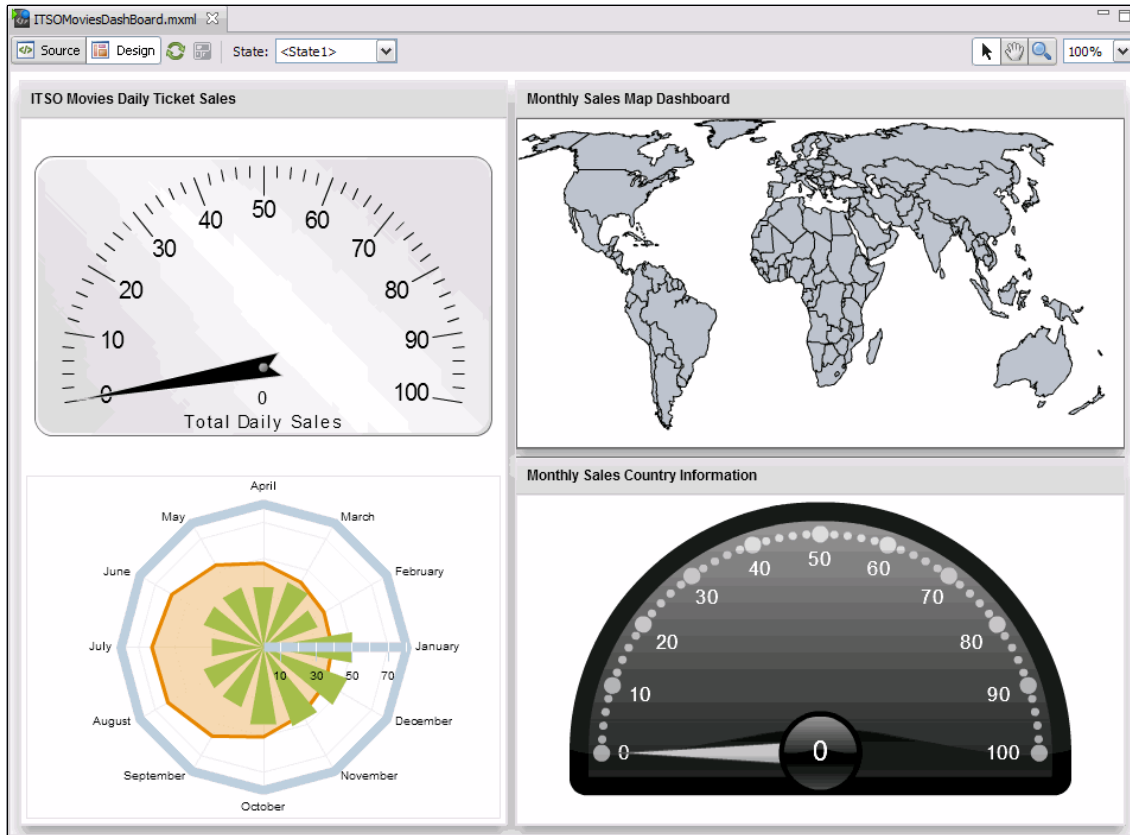 ITSOMoviesDashBoard.mxml
Source Design State: <State1> 100%
ITSO Movies Daily Ticket Sales
0
10
20
30
40
50
60
70
80
90
100
0
Total Daily Sales
April
March
February
January
December
November
October
September
August
July
June
May
10 30 50 70
Monthly Sales Map Dashboard
Monthly Sales Country Information
0
10
20
30
40
50
60
70
80
90
100
0